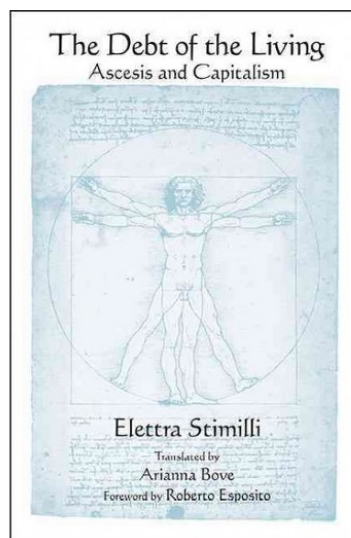 The Debt of the Living
Ascesis and Capitalism
Elettra Stimilli
Translated by
Arianna Bove
Foreword by Roberto Esposito